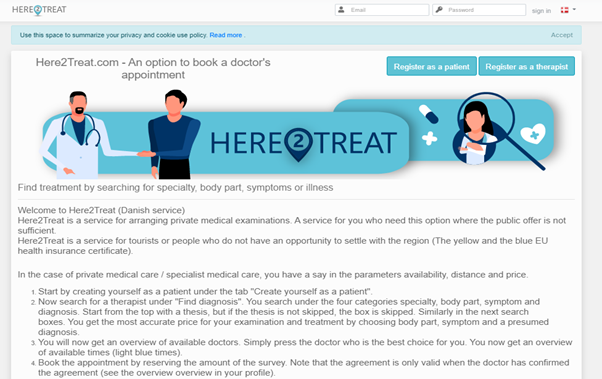 HERE2TREAT
Email
Password
sign in
Use this space to summarize your privacy and cookie use policy. Read more .
Accept
Here2Treat.com - An option to book a doctor's
appointment
Register as a patient
Register as a therapist
HERE2TREAT
Find treatment by searching for specialty, body part, symptoms or illness
Welcome to Here2Treat (Danish service)
Here2Treat is a service for arranging private medical examinations. A service for you who need this option where the public offer is not
sufficient.
Here2Treat is a service for tourists or people who do not have an opportunity to settle with the region (The yellow and the blue EU
health insurance certificate).
In the case of private medical care / specialist medical care, you have a say in the parameters availability, distance and price.
1. Start by creating yourself as a patient under the tab "Create yourself as a patient".
2. Now search for a therapist under "Find diagnosis". You search under the four categories specialty, body part, symptom and
diagnosis. Start from the top with a thesis, but if the thesis is not skipped, the box is skipped. Similarly in the next search
boxes. You get the most accurate price for your examination and treatment by choosing body part, symptom and a presumed
diagnosis.
3. You will now get an overview of available doctors. Simply press the doctor who is the best choice for you. You now get an overview
of available times (light blue times).
4. Book the appointment by reserving the amount of the survey. Note that the agreement is only valid when the doctor has confirmed
the agreement (see the overview overview in your profile).